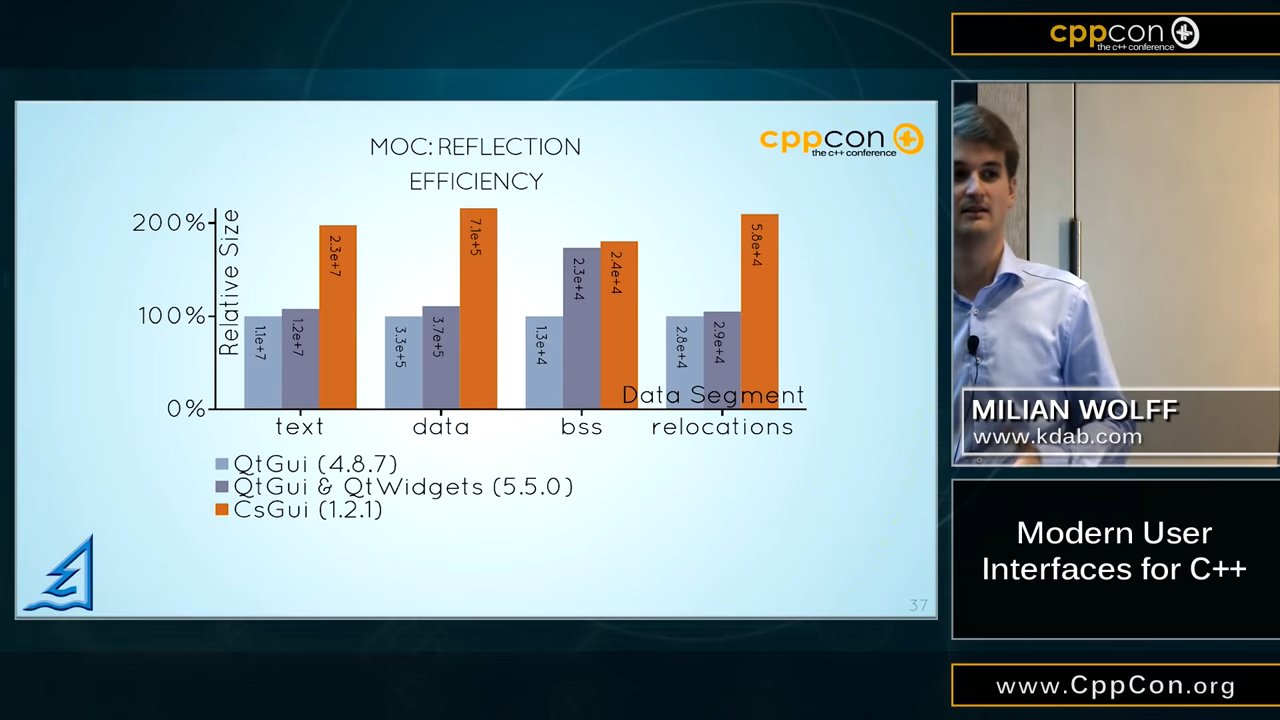 MOC: REFLECTION
EFFICIENCY
cppcon
the c++ conference
200%
100%
0%
Relative Size
1.1e+7
1.2e+7
2.3e+7
3.3e+5
3.7e+5
7.1e+5
1.3e+4
2.3e+4
2.4e+4
2.8e+4
2.9e+4
5.8e+4
Data Segment
text data bss relocations
QtGui (4.8.7)
QtGui & QtWidgets (5.5.0)
CsGui (1.2.1)
37
cppcon
the c++ conference
MILIAN WOLFF
www.kdab.com
Modern User
Interfaces for C++
www.CppCon.org